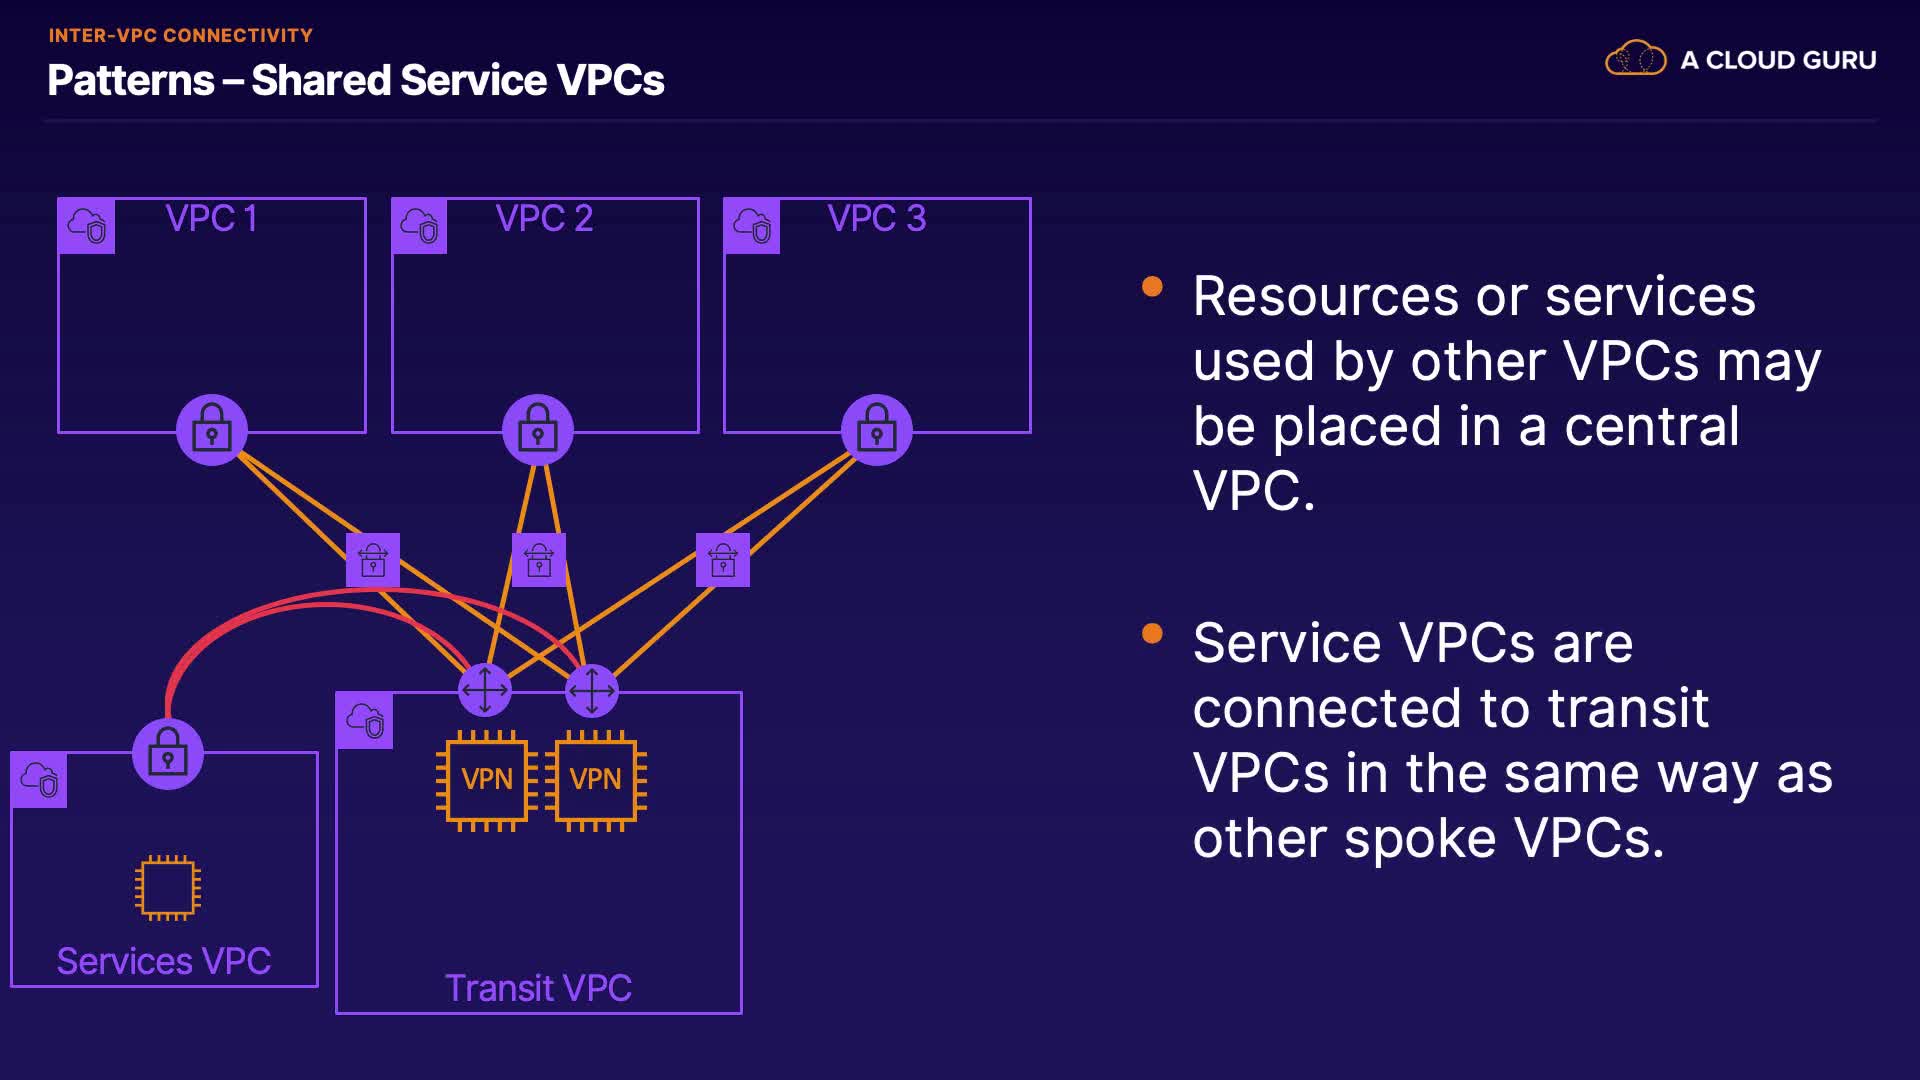 INTER-VPC CONNECTIVITY
Patterns – Shared Service VPCs
A CLOUD GURU
VPC 1
VPC 2
VPC 3
VPN
VPN
Services VPC
Transit VPC
Resources or services
used by other VPCs may
be placed in a central
VPC.
Service VPCs are
connected to transit
VPCs in the same way as
other spoke VPCs.